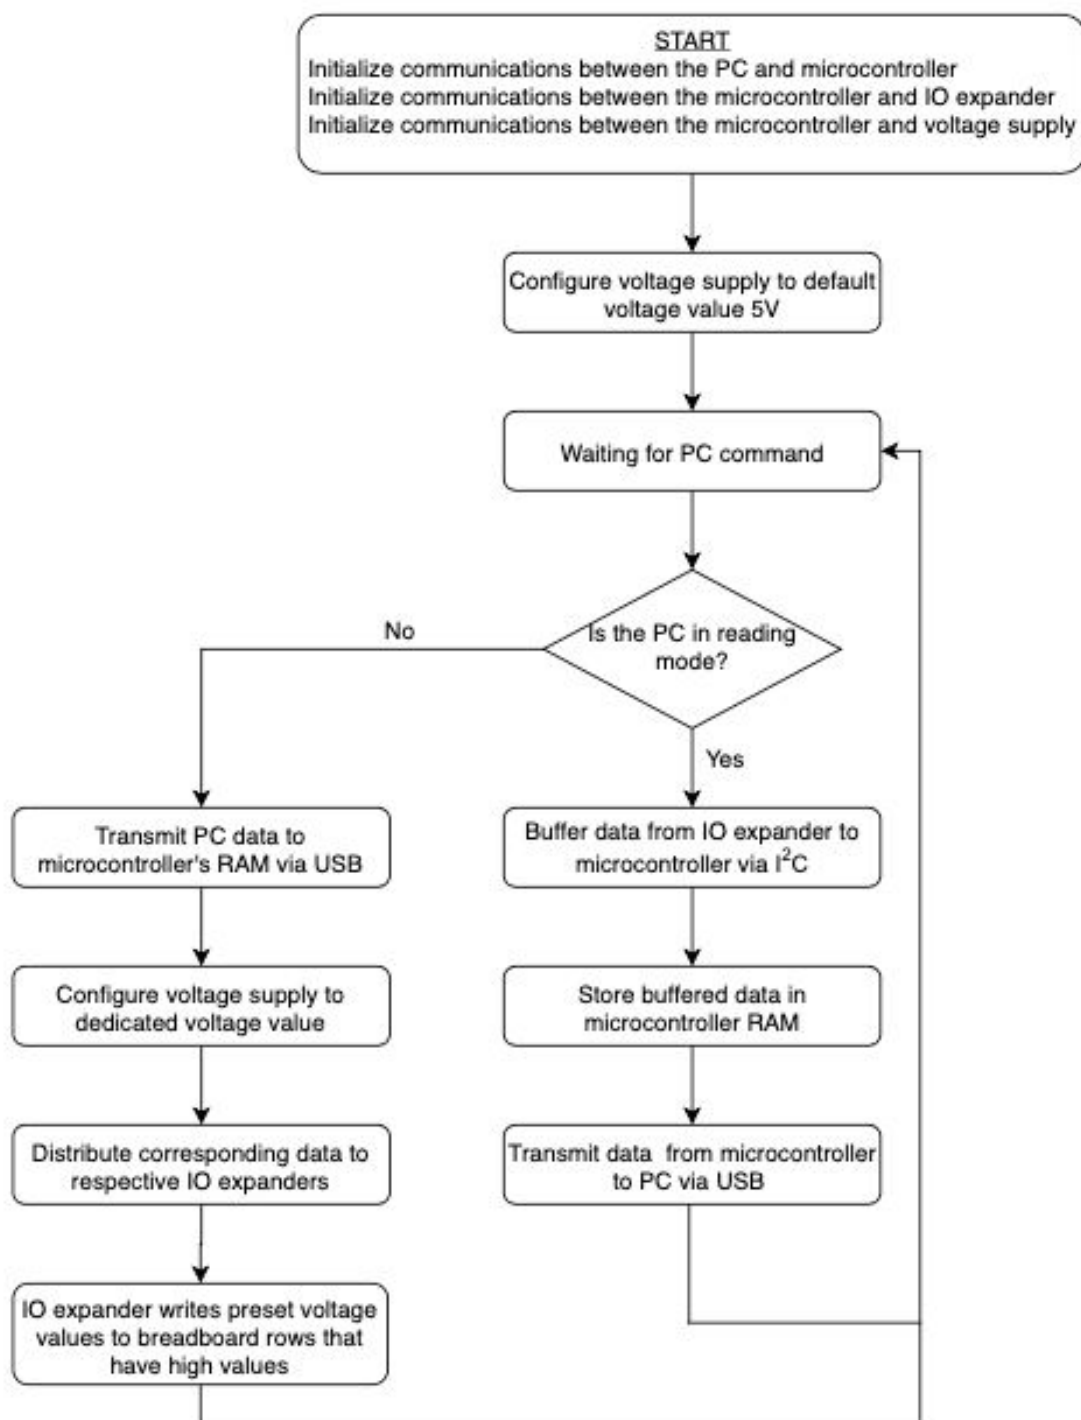 START
Initialize communications between the PC and microcontroller
Initialize communications between the microcontroller and IO expander
Initialize communications between the microcontroller and voltage supply
Configure voltage supply to default
voltage value 5V
Waiting for PC command
Is the PC in reading
mode?
No
Yes
Transmit PC data to
microcontroller's RAM via USB
Configure voltage supply to
dedicated voltage value
Distribute corresponding data to
respective IO expanders
IO expander writes preset voltage
values to breadboard rows that
have high values
Buffer data from IO expander to
microcontroller via I²C
Store buffered data in
microcontroller RAM
Transmit data from microcontroller
to PC via USB